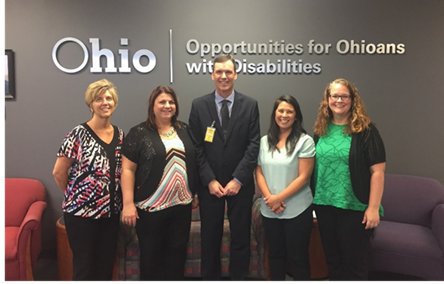 Ohio
Opportunities for Ohioans
with Disabilities